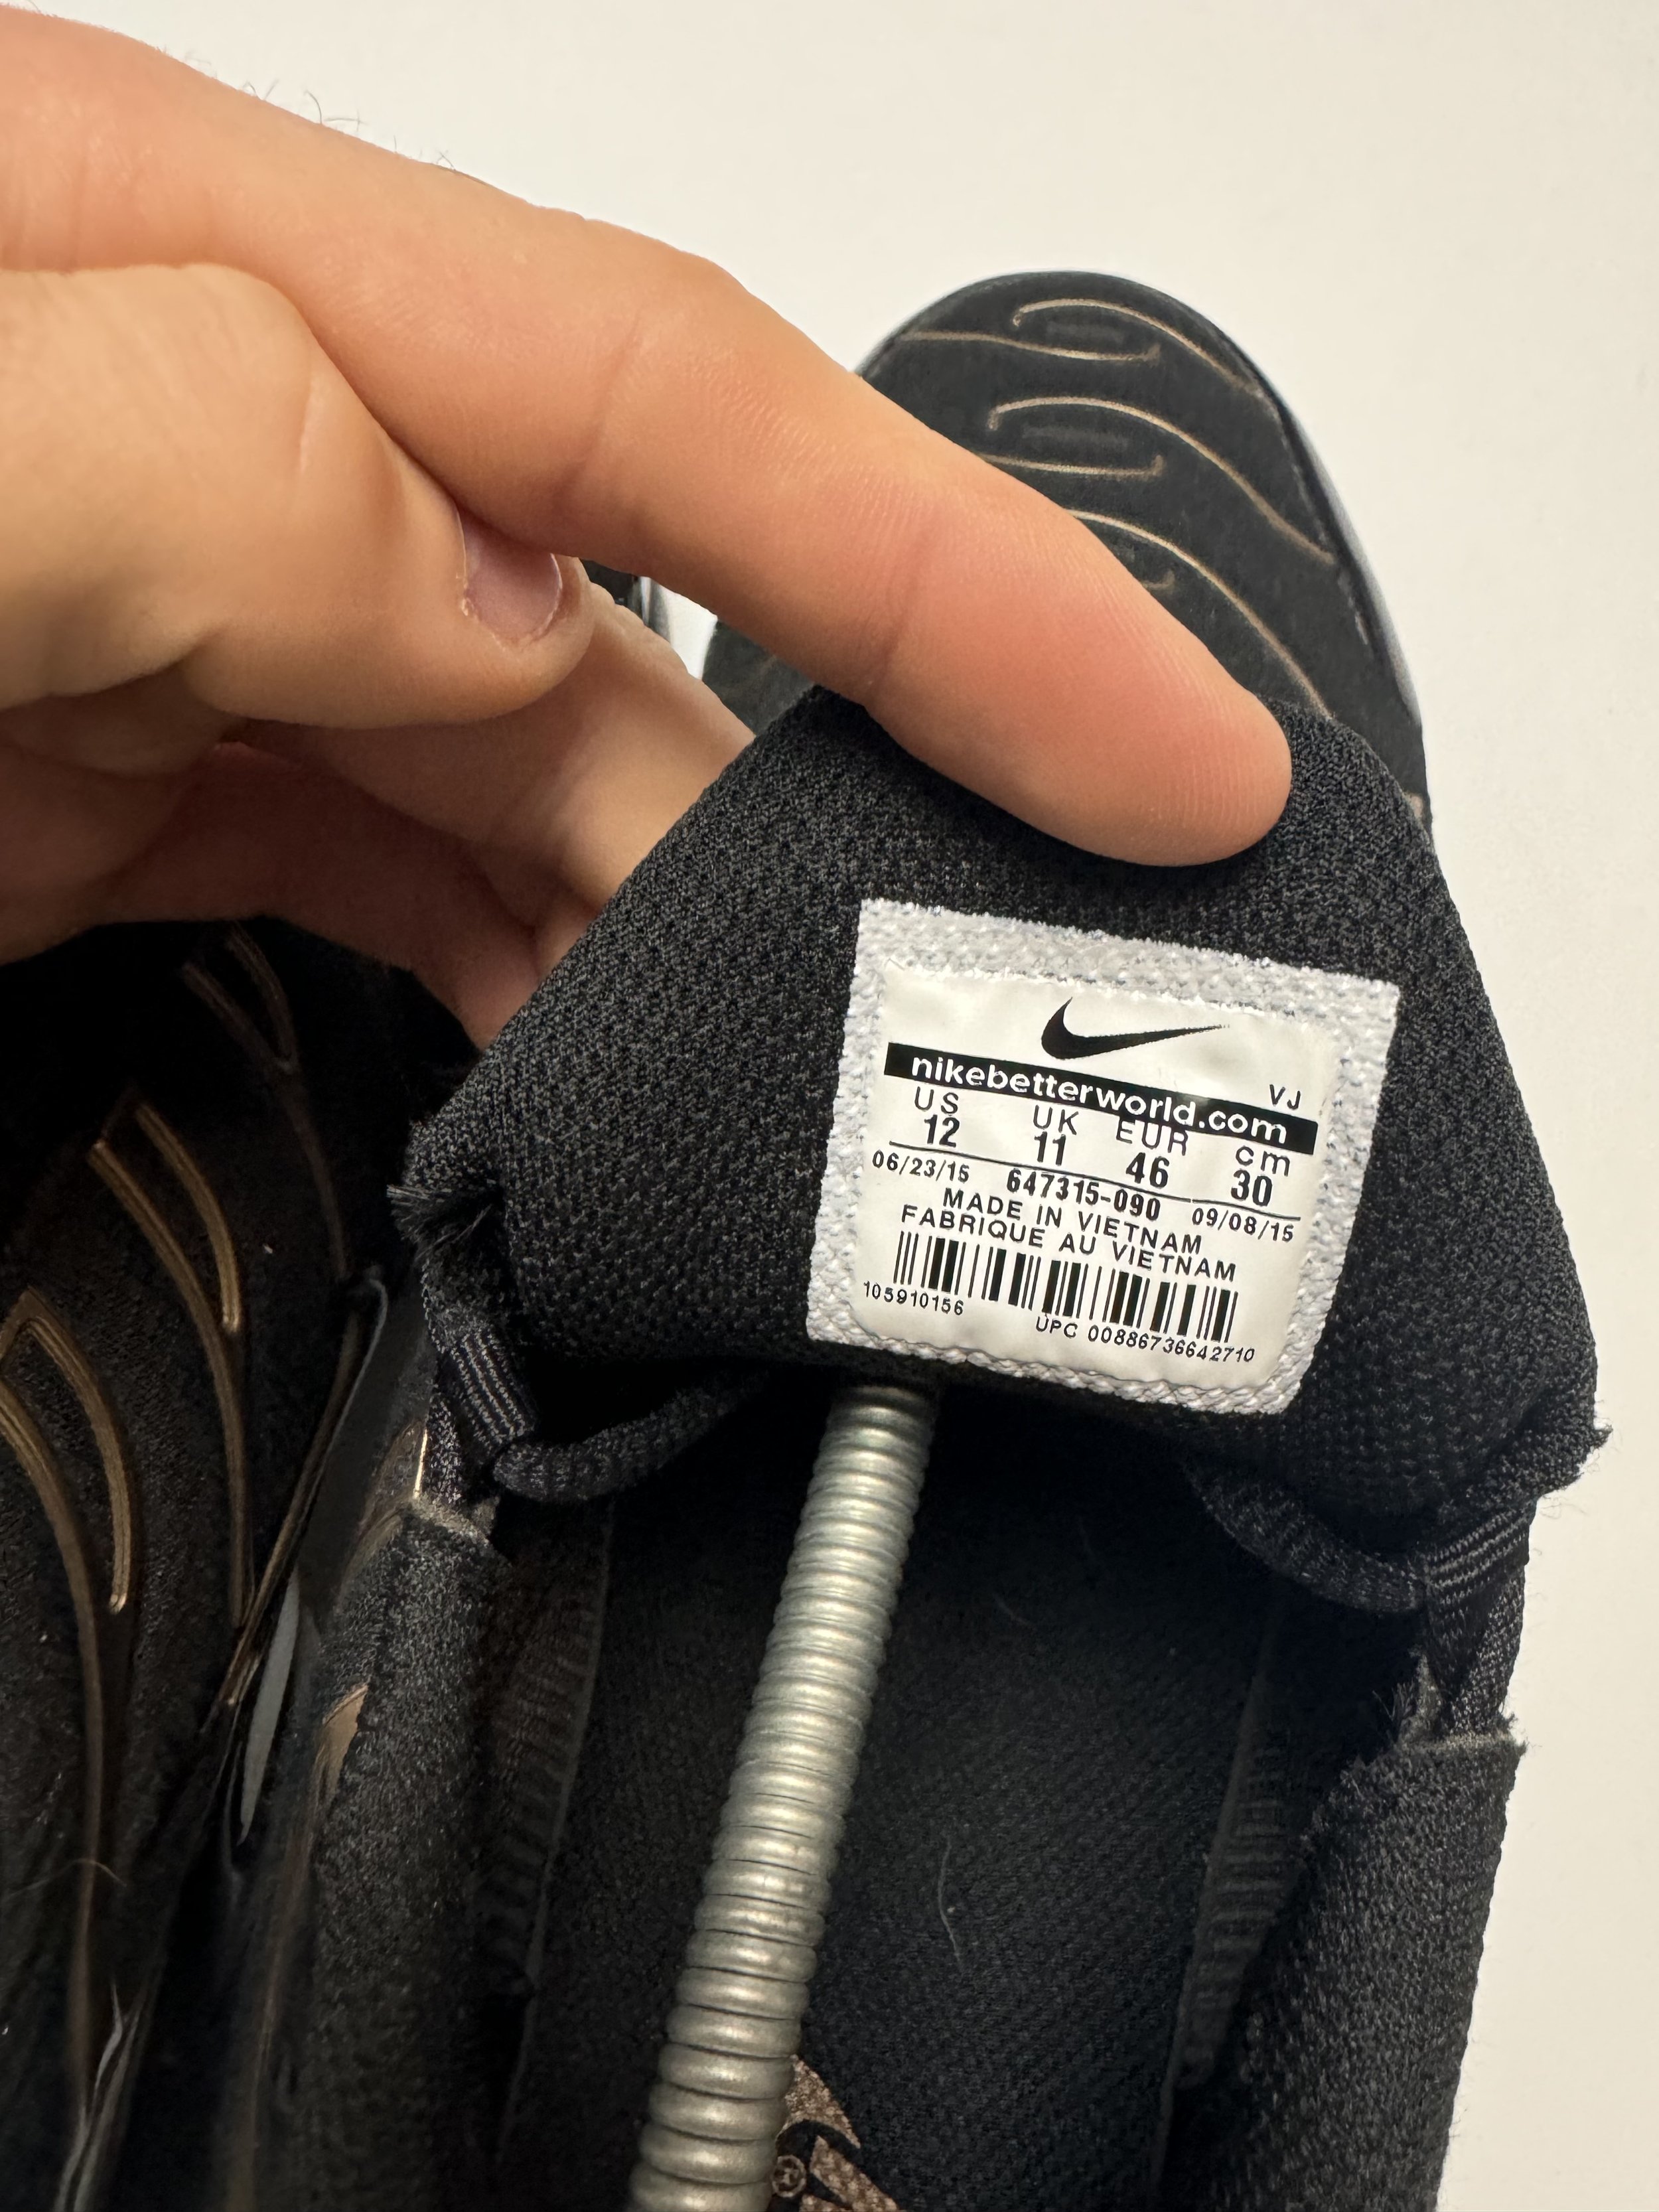 VJ
nikebetterworld.com
US UK EUR cm
12 11 46 30
06/23/15 647315-090 09/08/15
MADE IN VIETNAM
FABRIQUE AU VIETNAM
105910156
UPC 00886736642710
®